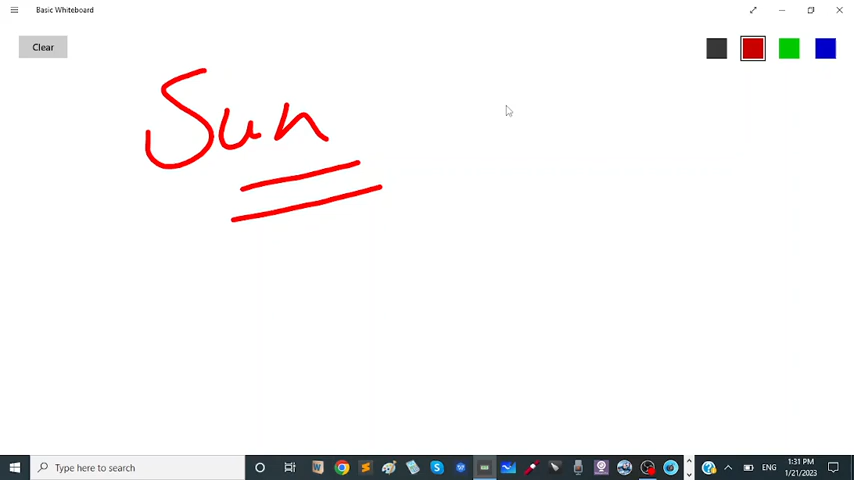 Basic Whiteboard
Clear
Sun
Type here to search
ENG
1:31 PM
1/21/2023